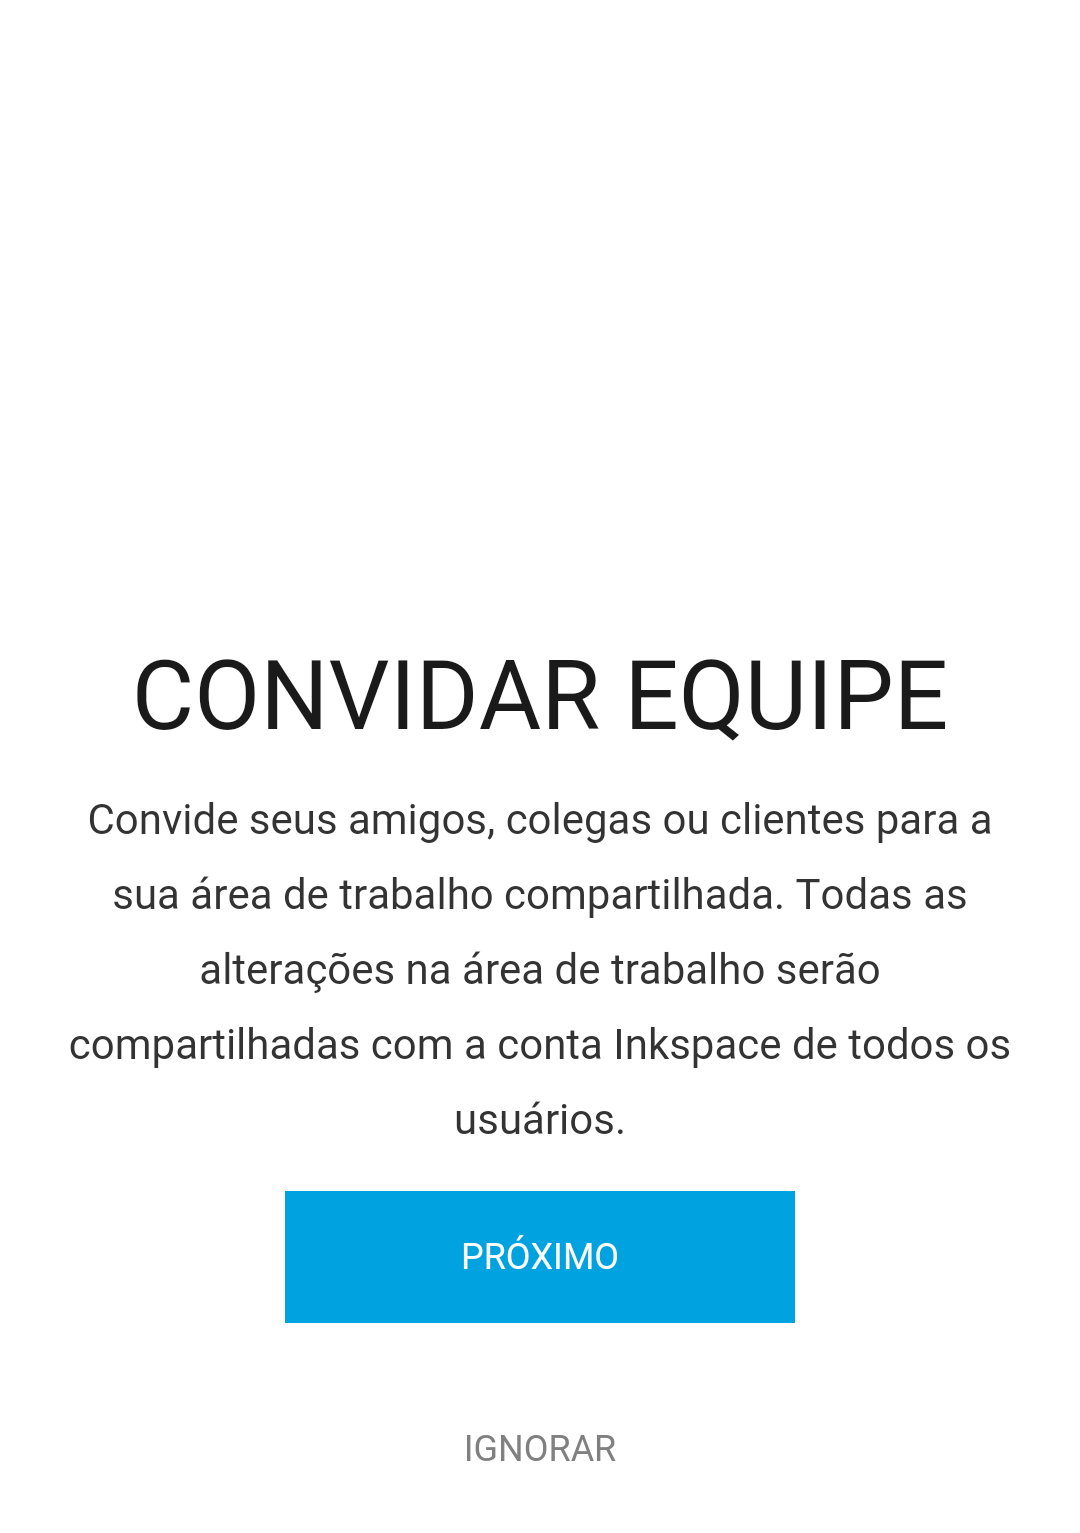 CONVIDAR EQUIPE
Convide seus amigos, colegas ou clientes para a
sua área de trabalho compartilhada. Todas as
alterações na área de trabalho serão
compartilhadas com a conta Inkspace de todos os
usuários.
PRÓXIMO
IGNORAR